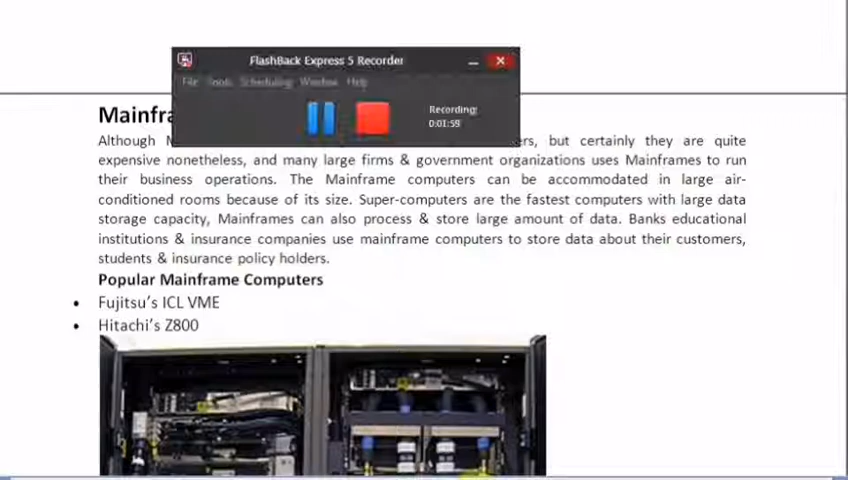 FlashBack Express 5 Recorder
File Tools Scheduling Window Help
Recording:
0:01:59
Mainfra
Although M rs, but certainly they are quite
expensive nonetheless, and many large firms & government organizations uses Mainframes to run
their business operations. The Mainframe computers can be accommodated in large air-
conditioned rooms because of its size. Super-computers are the fastest computers with large data
storage capacity, Mainframes can also process & store large amount of data. Banks educational
institutions & insurance companies use mainframe computers to store data about their customers,
students & insurance policy holders.
Popular Mainframe Computers
• Fujitsu's ICL VME
• Hitachi's Z800